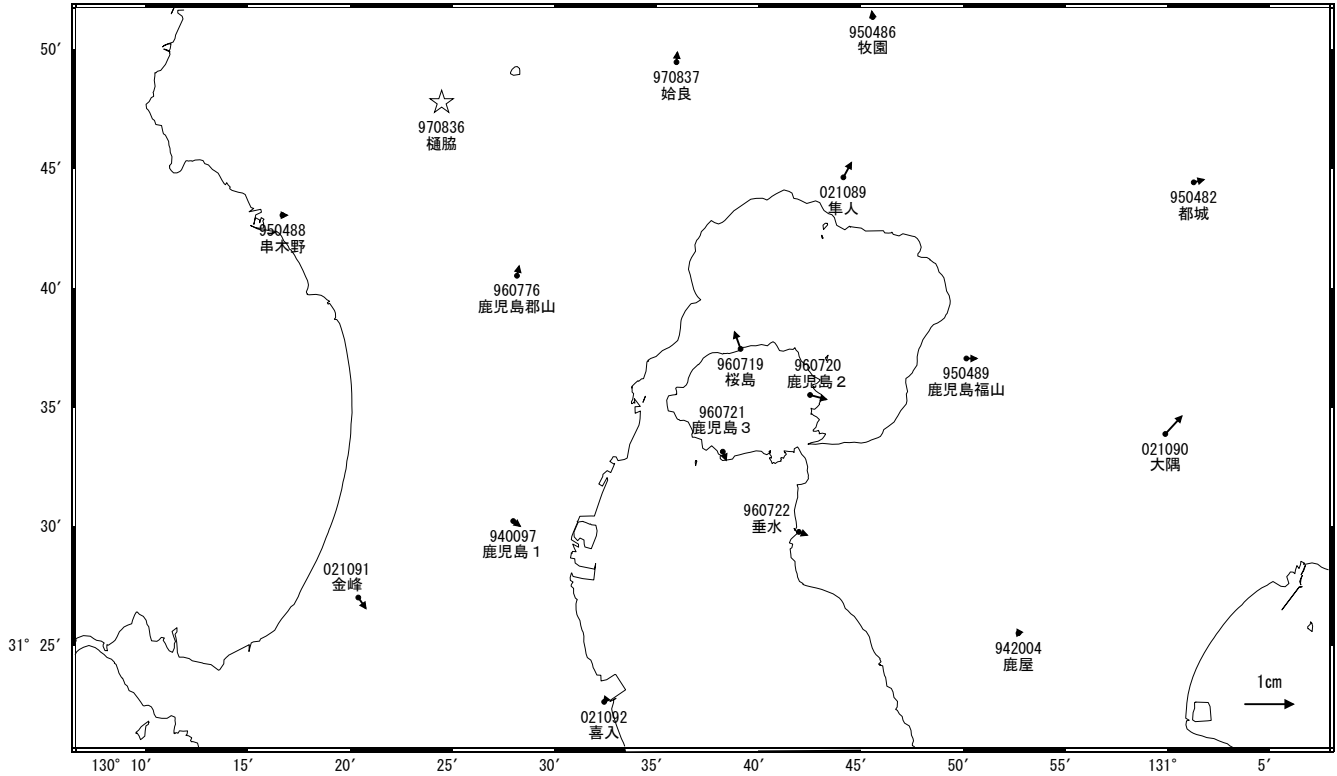 50′
950486
牧園
970837
姶良
970836
樋脇
45′
021089
隼人
950482
都城
950488
串木野
40′
960776
鹿児島郡山
960719
桜島
960720
鹿児島２
950489
鹿児島福山
35′
960721
鹿児島３
021090
大隅
30′
960722
垂水
940097
鹿児島１
021091
金峰
31° 25′
942004
鹿屋
1cm
021092
喜入
130° 10′ 15′ 20′ 25′ 30′ 35′ 40′ 45′ 50′ 55′ 131° 5′